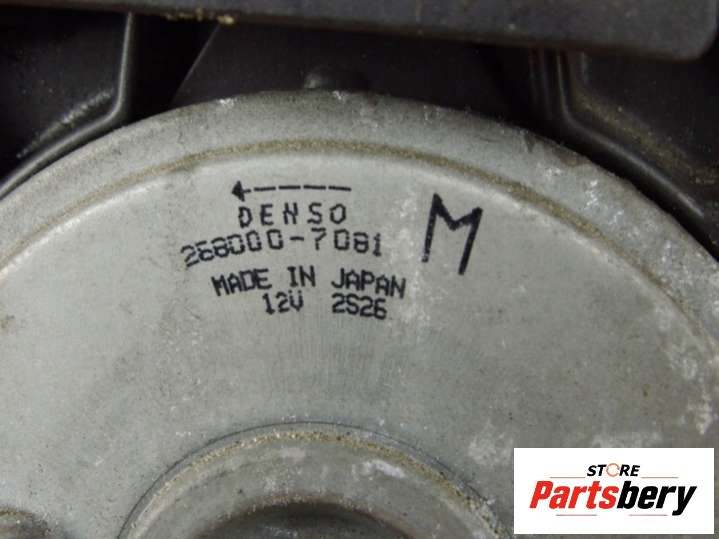 DENSO
268000-7081
M
MADE IN JAPAN
12V 2S26
STORE
Partsbery